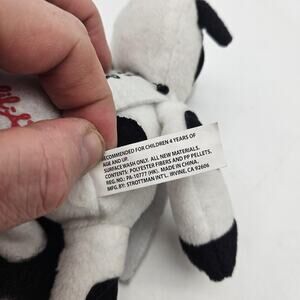 RECOMMENDED FOR CHILDREN 4 YEARS OF
AGE AND UP.
SURFACE WASH ONLY. ALL NEW MATERIALS.
CONTENTS: POLYESTER FIBERS AND PP PELLETS.
REG. NO.: PA-10777 (HK). MADE IN CHINA.
MFG. BY: STROTTMAN INT'L. IRVINE, CA 92606